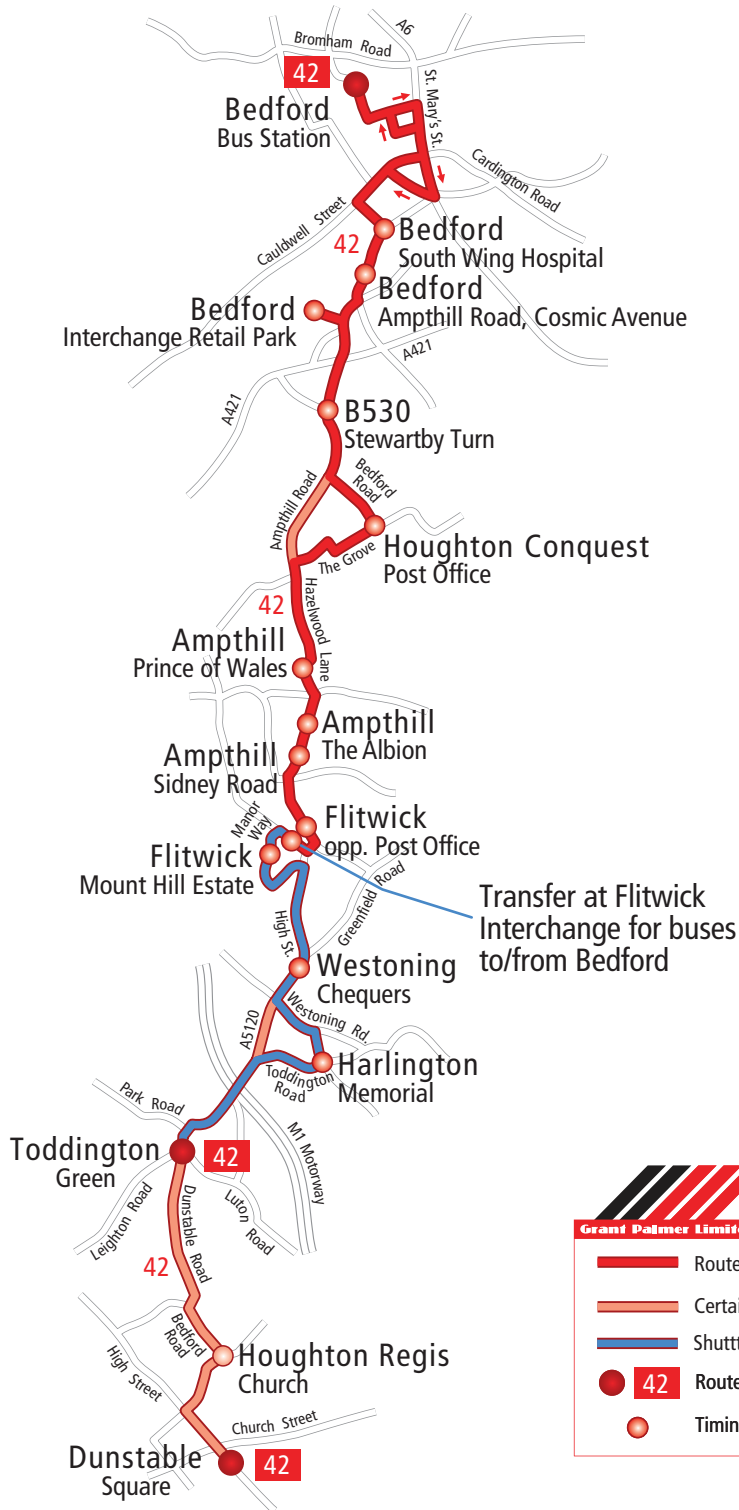 A6
Bromham Road
42
St. Mary's St.
Bedford
Bus Station
Cardington Road
Cauldwell Street
Bedford
South Wing Hospital
42
Bedford
Ampthill Road, Cosmic Avenue
Bedford
Interchange Retail Park
A421
A421
B530
Stewartby Turn
Bedford
Road
Ampthill Road
Houghton Conquest
Post Office
The Grove
42
Hazelwood Lane
Ampthill
Prince of Wales
Ampthill
The Albion
Ampthill
Sidney Road
Manor
Way
Flitwick
opp. Post Office
Flitwick
Mount Hill Estate
Greenfield Road
Transfer at Flitwick
Interchange for buses
to/from Bedford
High St.
Westoning
Chequers
Westoning Rd.
A5120
Harlington
Memorial
Toddington
Road
Park Road
M1 Motorway
Toddington
Green
42
Leighton Road
Luton Road
Dunstable Road
42
Bedford
Road
Houghton Regis
Church
High Street
Church Street
Dunstable
Square
42
Grant Palmer Limite
Route
Certai
Shuttt
42
Route
Timin